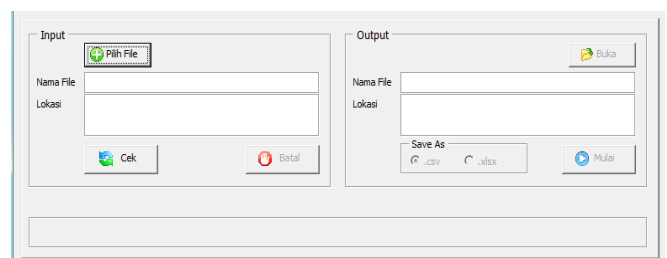 Input
Pilih File
Nama File
Lokasi
Cek
Batal
Output
Buka
Nama File
Lokasi
Save As
.csv
.xlsx
Mulai